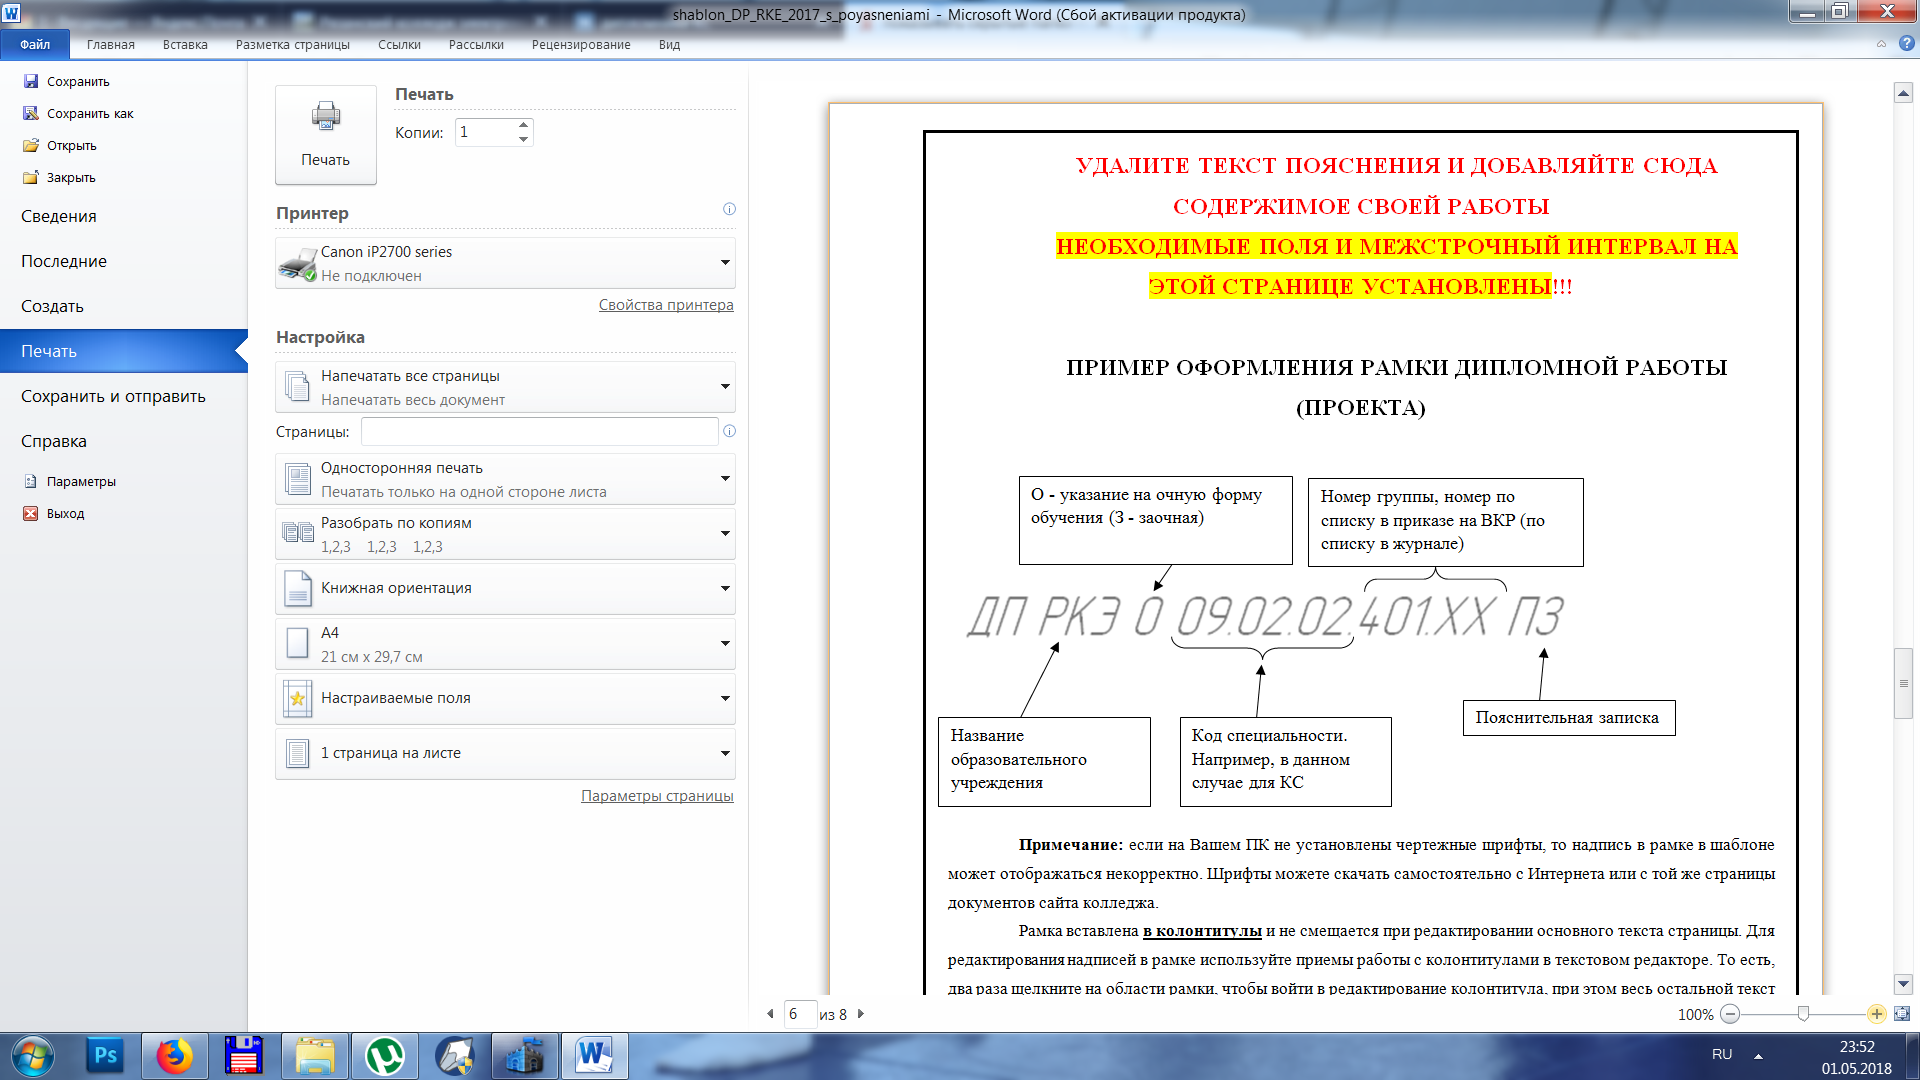 shablon_DP_RKE_2017_s_poyasneniami - Microsoft Word (Сбой активации продукта)
Файл Главная Вставка Разметка страницы Ссылки Рассылки Рецензирование Вид
Сохранить
Сохранить как
Открыть
Закрыть
Сведения
Последние
Создать
Печать
Сохранить и отправить
Справка
Параметры
Выход
Печать
Печать
Копии: 1
Принтер
Canon iP2700 series
Не подключен
Свойства принтера
Настройка
Напечатать все страницы
Напечатать весь документ
Страницы:
Односторонняя печать
Печатать только на одной стороне листа
Разобрать по копиям
1,2,3 1,2,3 1,2,3
Книжная ориентация
A4
21 см x 29,7 см
Настраиваемые поля
1 страница на листе
Параметры страницы
УДАЛИТЕ ТЕКСТ ПОЯСНЕНИЯ И ДОБАВЛЯЙТЕ СЮДА
СОДЕРЖИМОЕ СВОЕЙ РАБОТЫ
НЕОБХОДИМЫЕ ПОЛЯ И МЕЖСТРОЧНЫЙ ИНТЕРВАЛ НА
ЭТОЙ СТРАНИЦЕ УСТАНОВЛЕНЫ!!!
ПРИМЕР ОФОРМЛЕНИЯ РАМКИ ДИПЛОМНОЙ РАБОТЫ
(ПРОЕКТА)
О - указание на очную форму
обучения (З - заочная)
Номер группы, номер по
списку в приказе на ВКР (по
списку в журнале)
ДП РКЭ О 09.02.02.401.ХХ ПЗ
Название
образовательного
учреждения
Код специальности.
Например, в данном
случае для КС
Пояснительная записка
Примечание: если на Вашем ПК не установлены чертежные шрифты, то надпись в рамке в шаблоне
может отображаться некорректно. Шрифты можете скачать самостоятельно с Интернета или с той же страницы
документов сайта колледжа.
Рамка вставлена в колонтитулы и не смещается при редактировании основного текста страницы. Для
редактирования надписей в рамке используйте приемы работы с колонтитулами в текстовом редакторе. То есть,
два раза щелкните на области рамки, чтобы войти в редактирование колонтитула, при этом весь остальной текст
6 из 8
100%
Ps
RU
23:52
01.05.2018